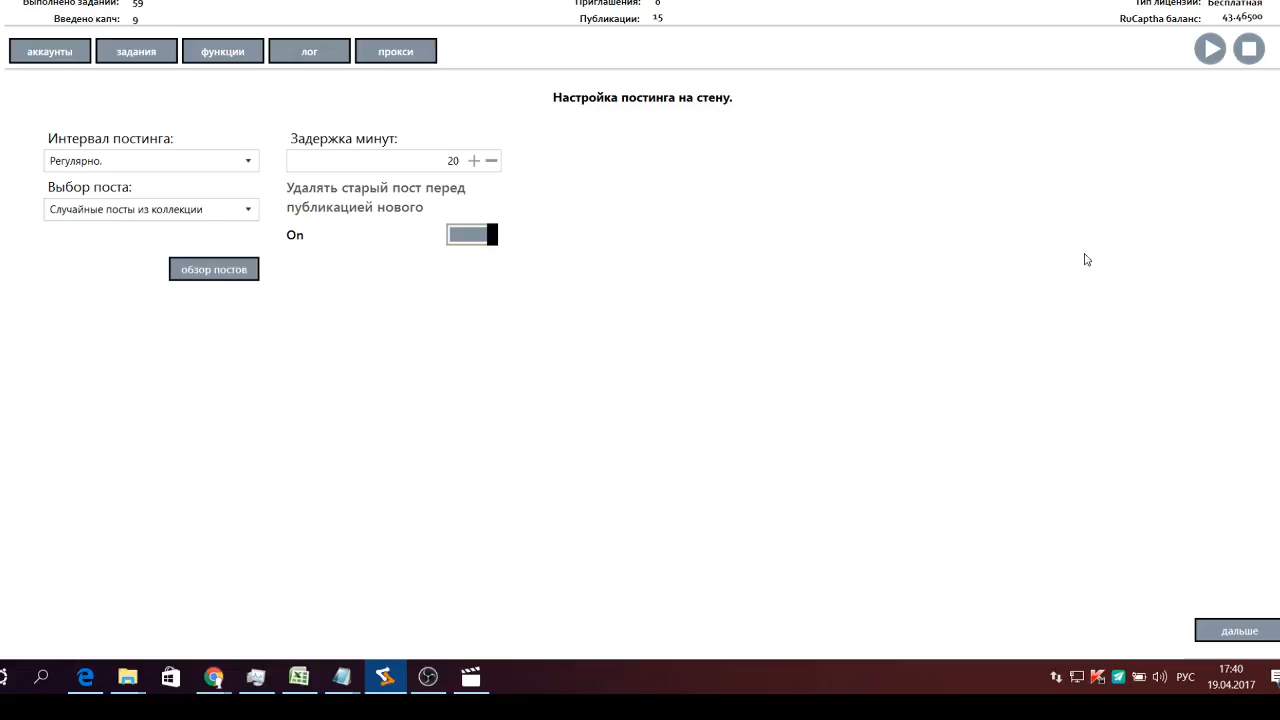 Выполнено заданий: 59
Приглашения: 0
Тип лицензии: Бесплатная
Введено капч: 9
Публикации: 15
RuCaptha баланс: 43.46500
аккаунты задания функции лог прокси
Настройка постинга на стену.
Интервал постинга: Задержка минут:
Регулярно. 20
Выбор поста: Удалять старый пост перед
Случайные посты из коллекции публикацией нового
On
обзор постов
дальше
РУС
17:40
19.04.2017